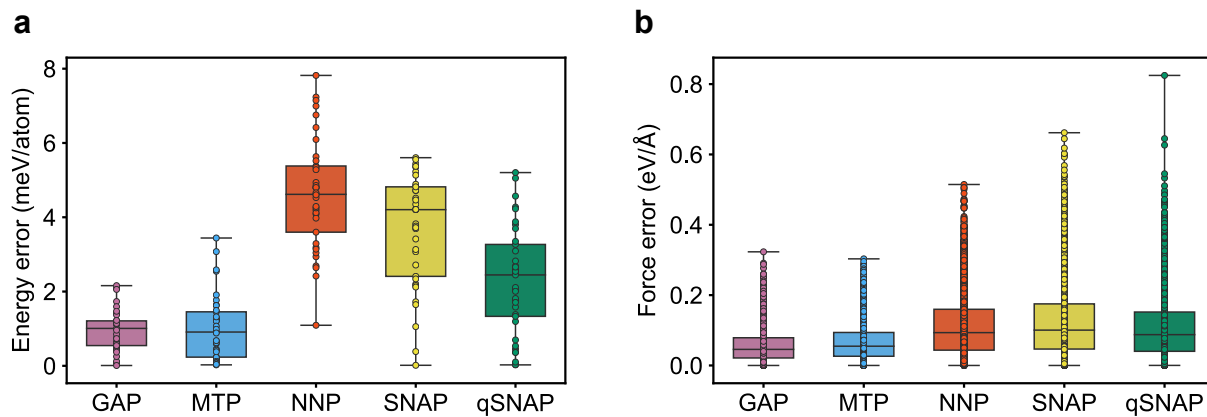 a
b
Energy error (meV/atom)
8
6
4
2
0
GAP MTP NNP SNAP qSNAP
Force error (eV/Å)
0.8
0.6
0.4
0.2
0.0
GAP MTP NNP SNAP qSNAP